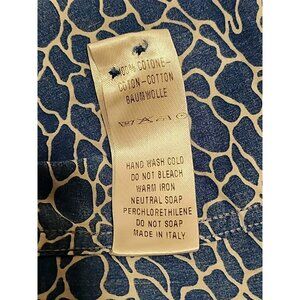 100% COTONE-
COTON-COTTON
BAUMWOLLE
HAND WASH COLD
DO NOT BLEACH
WARM IRON
NEUTRAL SOAP
PERCHLORETHILENE
DO NOT SOAP
MADE IN ITALY